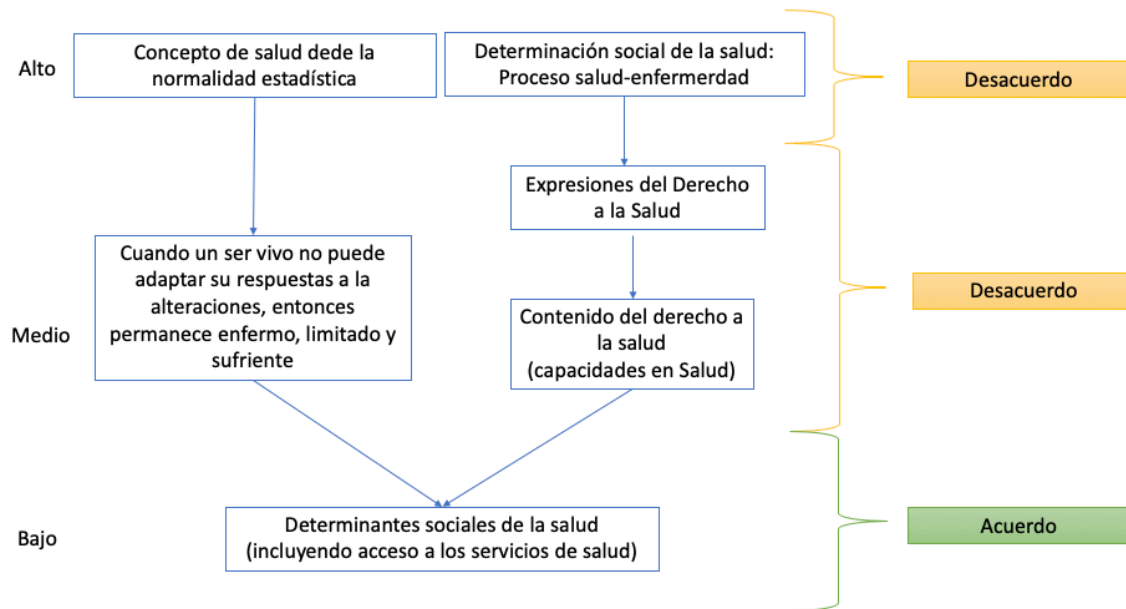 Alto
Concepto de salud dede la
normalidad estadística
Determinación social de la salud:
Proceso salud-enfermerdad
Desacuerdo
Expresiones del Derecho
a la Salud
Medio
Cuando un ser vivo no puede
adaptar su respuestas a la
alteraciones, entonces
permanece enfermo, limitado y
sufriente
Contenido del derecho a
la salud
(capacidades en Salud)
Desacuerdo
Bajo
Determinantes sociales de la salud
(incluyendo acceso a los servicios de salud)
Acuerdo